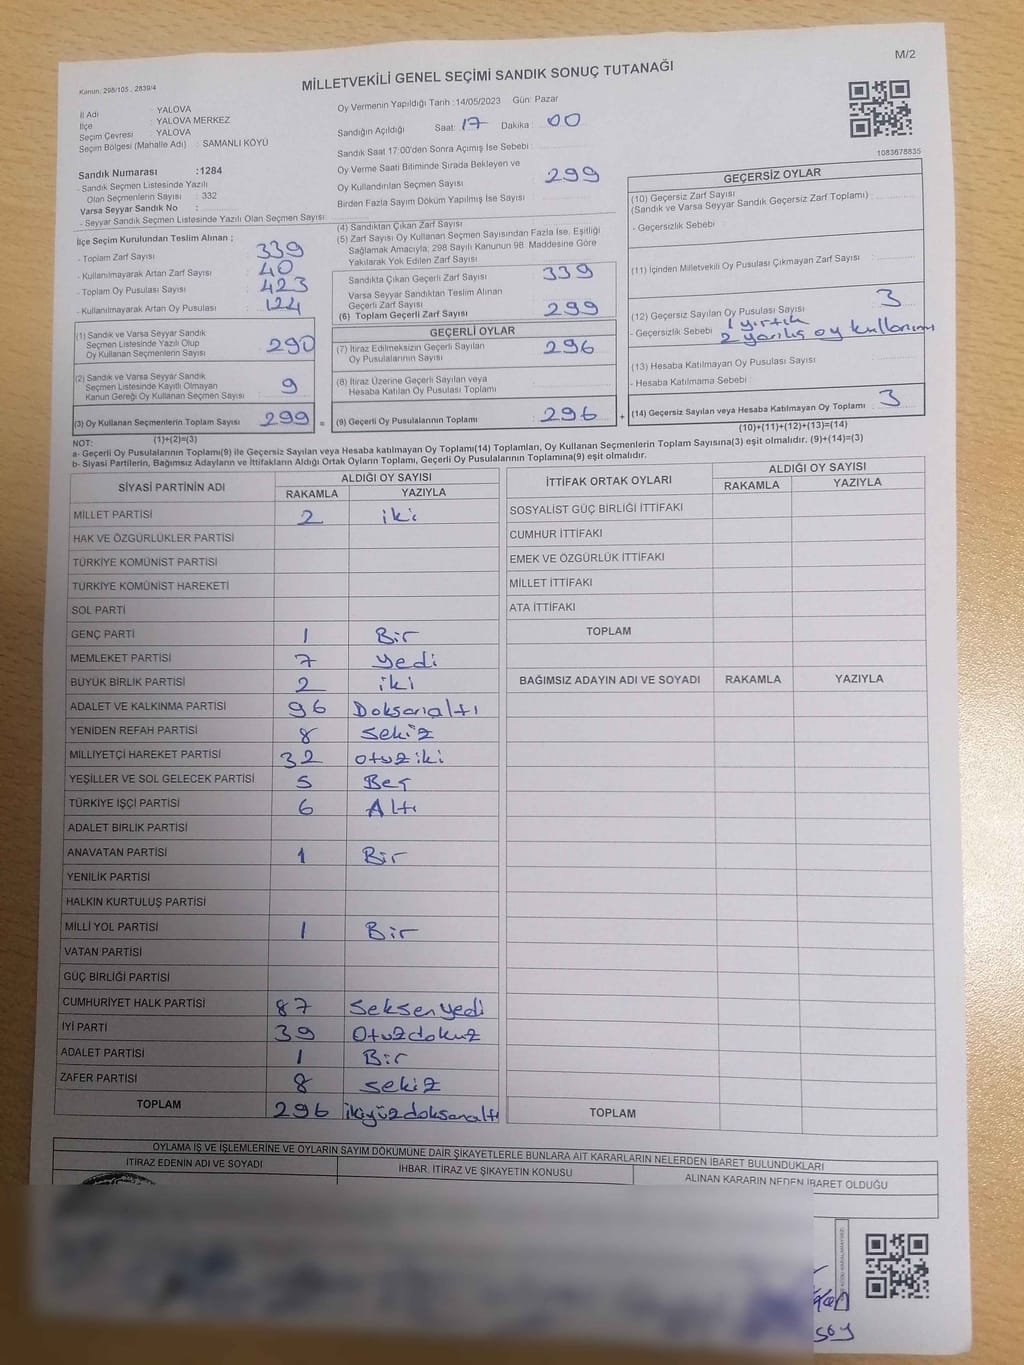 M/2
Kanun: 298/105 , 2839/4
MİLLETVEKİLİ GENEL SEÇİMİ SANDIK SONUÇ TUTANAĞI
İl Adı : YALOVA
İlçe : YALOVA MERKEZ
Seçim Çevresi : YALOVA
Seçim Bölgesi (Mahalle Adı) : SAMANLI KÖYÜ
Oy Vermenin Yapıldığı Tarih :14/05/2023 Gün: Pazar
Sandığın Açıldığı Saat: 17 Dakika : 00
Sandık Saat 17:00'den Sonra Açımış İse Sebebi :
Oy Verme Saati Bitiminde Sırada Bekleyen ve
Oy Kullandırılan Seçmen Sayısı : 299
Birden Fazla Sayım Döküm Yapılmış İse Sayısı :
1083678835
Sandık Numarası :1284
- Sandık Seçmen Listesinde Yazılı
Olan Seçmenlerin Sayısı : 332
Varsa Seyyar Sandık No :
- Seyyar Sandık Seçmen Listesinde Yazılı Olan Seçmen Sayısı :
İlçe Seçim Kurulundan Teslim Alınan ;
- Toplam Zarf Sayısı : 339
- Kullanılmayarak Artan Zarf Sayısı : 40
- Toplam Oy Pusulası Sayısı : 423
- Kullanılmayarak Artan Oy Pusulası : 124
(1) Sandık ve Varsa Seyyar Sandık
Seçmen Listesinde Yazılı Olup
Oy Kullanan Seçmenlerin Sayısı : 290
(2) Sandık ve Varsa Seyyar Sandık
Seçmen Listesinde Kayıtlı Olmayan
Kanun Gereği Oy Kullanan Seçmen Sayısı : 9
(3) Oy Kullanan Seçmenlerin Toplam Sayısı : 299 =
(1)+(2)=(3)
(4) Sandıktan Çıkan Zarf Sayısı :
(5) Zarf Sayısı Oy Kullanan Seçmen Sayısından Fazla İse, Eşitliği
Sağlamak Amacıyla; 298 Sayılı Kanunun 98. Maddesine Göre
Yakılarak Yok Edilen Zarf Sayısı :
Sandıkta Çıkan Geçerli Zarf Sayısı : 339
Varsa Seyyar Sandıktan Teslim Alınan
Geçerli Zarf Sayısı :
(6) Toplam Geçerli Zarf Sayısı : 299
GEÇERLİ OYLAR
(7) İtiraz Edilmeksizin Geçerli Sayılan
Oy Pusulalarının Sayısı : 296
(8) İtiraz Üzerine Geçerli Sayılan veya
Hesaba Katılan Oy Pusulası Toplamı :
(9) Geçerli Oy Pusulalarının Toplamı : 296 +
GEÇERSİZ OYLAR
(10) Geçersiz Zarf Sayısı
(Sandık ve Varsa Seyyar Sandık Geçersiz Zarf Toplamı) :
- Geçersizlik Sebebi :
(11) İçinden Milletvekili Oy Pusulası Çıkmayan Zarf Sayısı :
(12) Geçersiz Sayılan Oy Pusulası Sayısı : 3
- Geçersizlik Sebebi : 1 yırtık
2 yanlış oy kullanımı
(13) Hesaba Katılmayan Oy Pusulası Sayısı :
- Hesaba Katılmama Sebebi :
(14) Geçersiz Sayılan veya Hesaba Katılmayan Oy Toplamı : 3
(10)+(11)+(12)+(13)=(14)
NOT:
a- Geçerli Oy Pusulalarının Toplamı(9) ile Geçersiz Sayılan veya Hesaba katılmayan Oy Toplamı(14) Toplamları, Oy Kullanan Seçmenlerin Toplam Sayısına(3) eşit olmalıdır. (9)+(14)=(3)
b- Siyasi Partilerin, Bağımsız Adayların ve İttifakların Aldığı Ortak Oyların Toplamı, Geçerli Oy Pusulalarının Toplamına(9) eşit olmalıdır.
SİYASİ PARTİNİN ADI ALDIĞI OY SAYISI
RAKAMLA YAZIYLA
MİLLET PARTİSİ 2 iki
HAK VE ÖZGÜRLÜKLER PARTİSİ
TÜRKİYE KOMÜNİST PARTİSİ
TÜRKİYE KOMÜNİST HAREKETİ
SOL PARTİ
GENÇ PARTİ 1 Bir
MEMLEKET PARTİSİ 7 yedi
BÜYÜK BİRLİK PARTİSİ 2 iki
ADALET VE KALKINMA PARTİSİ 96 Doksanaltı
YENİDEN REFAH PARTİSİ 8 sekiz
MİLLİYETÇİ HAREKET PARTİSİ 32 otuziki
YEŞİLLER VE SOL GELECEK PARTİSİ 5 Beş
TÜRKİYE İŞÇİ PARTİSİ 6 Altı
ADALET BİRLİK PARTİSİ
ANAVATAN PARTİSİ 1 Bir
YENİLİK PARTİSİ
HALKIN KURTULUŞ PARTİSİ
MİLLİ YOL PARTİSİ 1 Bir
VATAN PARTİSİ
GÜÇ BİRLİĞİ PARTİSİ
CUMHURİYET HALK PARTİSİ 87 seksenyedi
İYİ PARTİ 39 Otuzdokuz
ADALET PARTİSİ 1 Bir
ZAFER PARTİSİ 8 sekiz
TOPLAM 296 ikiyüzdoksanaltı
İTTİFAK ORTAK OYLARI ALDIĞI OY SAYISI
RAKAMLA YAZIYLA
SOSYALİST GÜÇ BİRLİĞİ İTTİFAKI
CUMHUR İTTİFAKI
EMEK VE ÖZGÜRLÜK İTTİFAKI
MİLLET İTTİFAKI
ATA İTTİFAKI
TOPLAM
BAĞIMSIZ ADAYIN ADI VE SOYADI RAKAMLA YAZIYLA
TOPLAM
OYLAMA İŞ VE İŞLEMLERİNE VE OYLARIN SAYIM DÖKÜMÜNE DAİR ŞİKAYETLERLE BUNLARA AİT KARARLARIN NELERDEN İBARET BULUNDUKLARI
İTİRAZ EDENİN ADI VE SOYADI İHBAR, İTİRAZ VE ŞİKAYETİN KONUSU ALINAN KARARIN NEDEN İBARET OLDUĞU